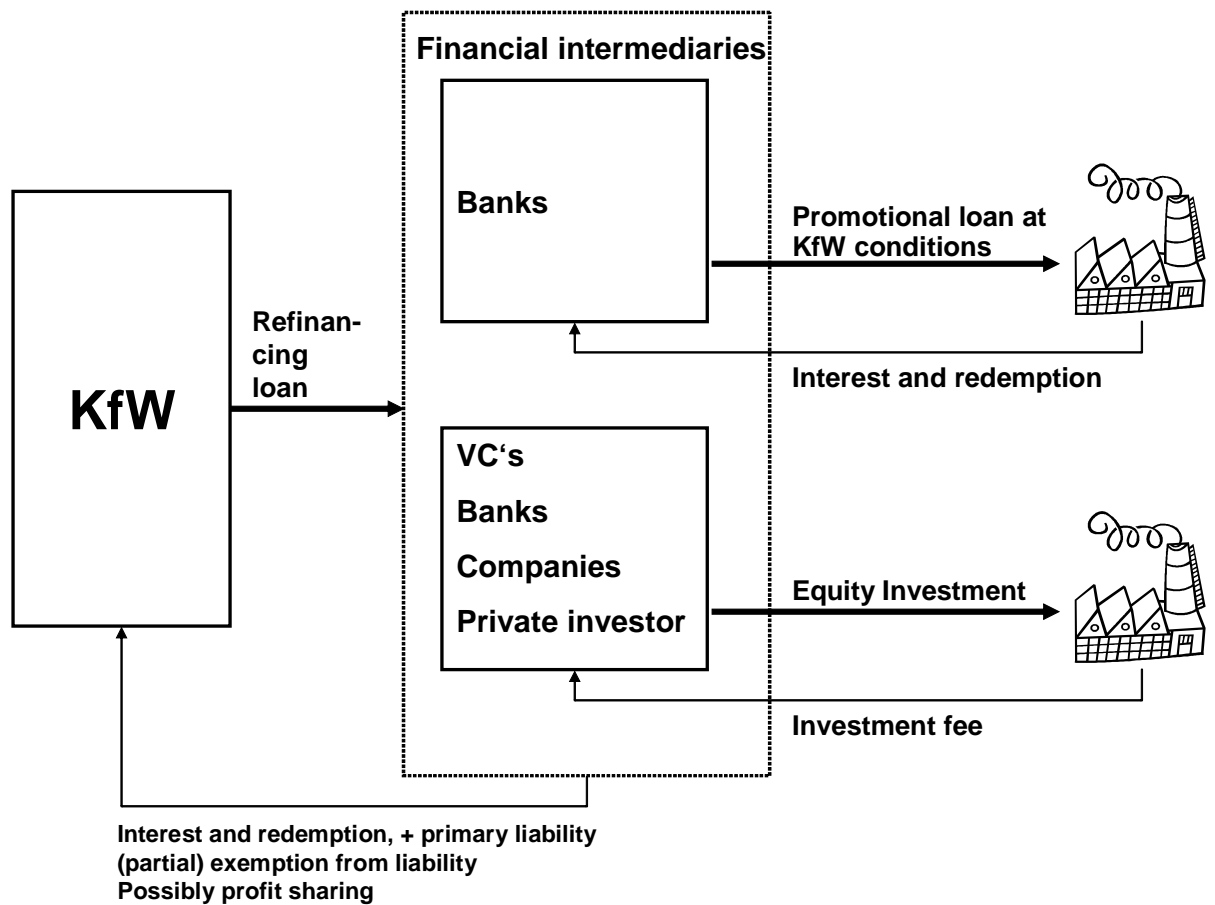 Financial intermediaries
Banks
Promotional loan at
KfW conditions
Refinan-
cing
loan
KfW
Interest and redemption
VC‘s
Banks
Companies
Private investor
Equity Investment
Investment fee
Interest and redemption, + primary liability
(partial) exemption from liability
Possibly profit sharing